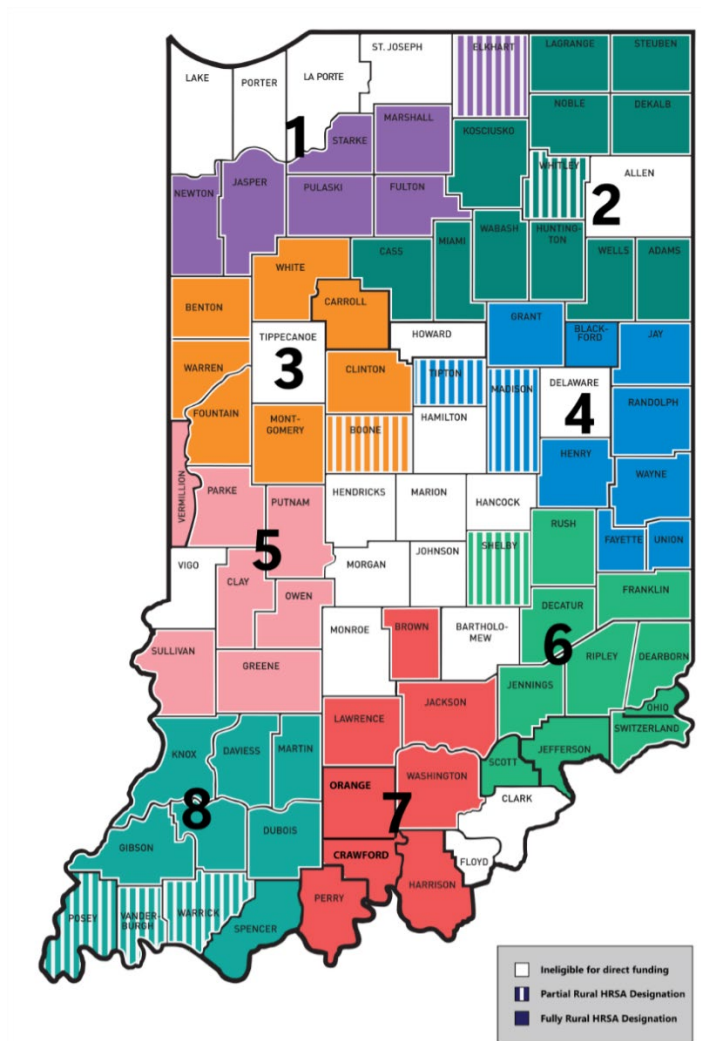 LAKE
PORTER
LA PORTE
ST. JOSEPH
ELKHART
LAGRANGE
STEUBEN
NOBLE
DEKALB
1
STARKE
MARSHALL
KOSCIUSKO
WHITLEY
ALLEN
2
NEWTON
JASPER
PULASKI
FULTON
WHITE
CASS
MIAMI
WABASH
HUNTING-
TON
WELLS
ADAMS
BENTON
CARROLL
TIPPECANOE
3
HOWARD
GRANT
BLACK-
FORD
JAY
WARREN
CLINTON
TIPTON
MADISON
DELAWARE
4
FOUNTAIN
MONT-
GOMERY
BOONE
HAMILTON
RANDOLPH
HENRY
WAYNE
VERMILLION
PARKE
PUTNAM
5
HENDRICKS
MARION
HANCOCK
RUSH
FAYETTE
UNION
VIGO
CLAY
OWEN
MORGAN
JOHNSON
SHELBY
DECATUR
FRANKLIN
6
SULLIVAN
GREENE
MONROE
BROWN
BARTHOLO-
MEW
JENNINGS
RIPLEY
DEARBORN
OHIO
SWITZERLAND
KNOX
DAVIESS
MARTIN
LAWRENCE
JACKSON
SCOTT
JEFFERSON
8
ORANGE
7
WASHINGTON
CLARK
GIBSON
DUBOIS
CRAWFORD
FLOYD
POSEY
VANDER-
BURGH
WARRICK
SPENCER
PERRY
HARRISON
Ineligible for direct funding
Partial Rural HRSA Designation
Fully Rural HRSA Designation